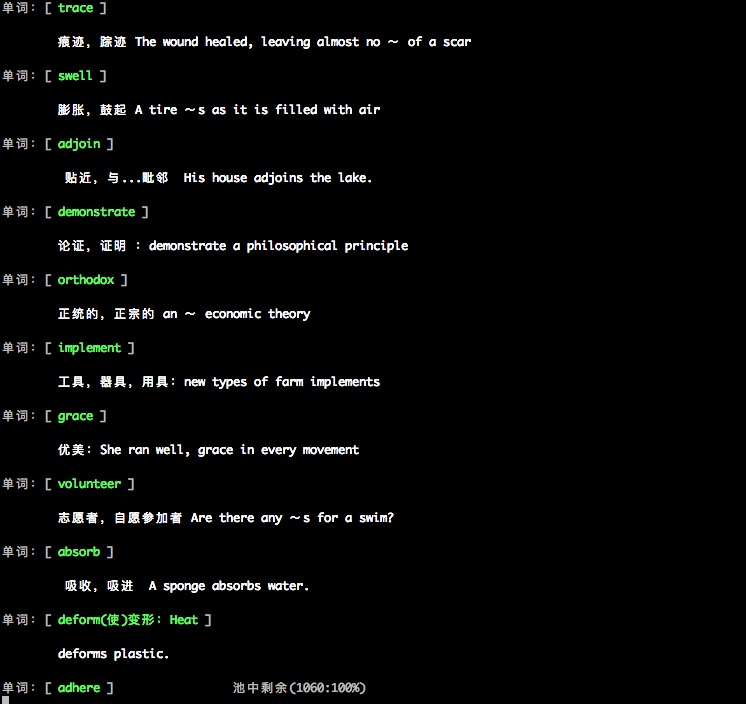 单词: [ trace ]
痕迹, 踪迹 The wound healed, leaving almost no ~ of a scar
单词: [ swell ]
膨胀, 鼓起 A tire ~s as it is filled with air
单词: [ adjoin ]
贴近, 与...毗邻  His house adjoins the lake.
单词: [ demonstrate ]
论证, 证明 : demonstrate a philosophical principle
单词: [ orthodox ]
正统的, 正宗的 an ~ economic theory
单词: [ implement ]
工具, 器具, 用具: new types of farm implements
单词: [ grace ]
优美: She ran well, grace in every movement
单词: [ volunteer ]
志愿者, 自愿参加者 Are there any ~s for a swim?
单词: [ absorb ]
吸收, 吸进  A sponge absorbs water.
单词: [ deform(使)变形: Heat ]
deforms plastic.
单词: [ adhere ] 池中剩余(1060:100%)